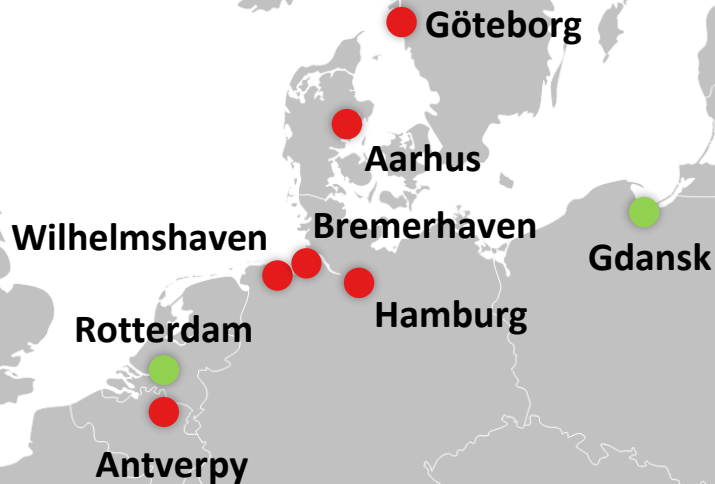 Göteborg
Aarhus
Bremerhaven
Wilhelmshaven
Gdansk
Hamburg
Rotterdam
Antverpy